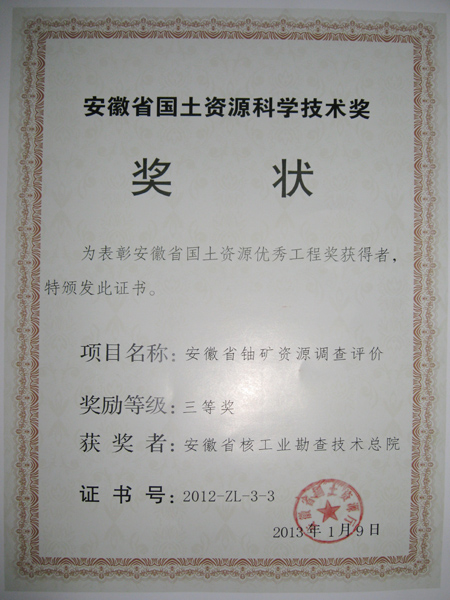 安徽省国土资源科学技术奖
奖 状
为表彰安徽省国土资源优秀工程奖获得者，
特颁发此证书。
项目名称：安徽省铀矿资源调查评价
奖励等级：三等奖
获 奖 者：安徽省核工业勘查技术总院
证 书 号：2012-ZL-3-3
2013年1月9日